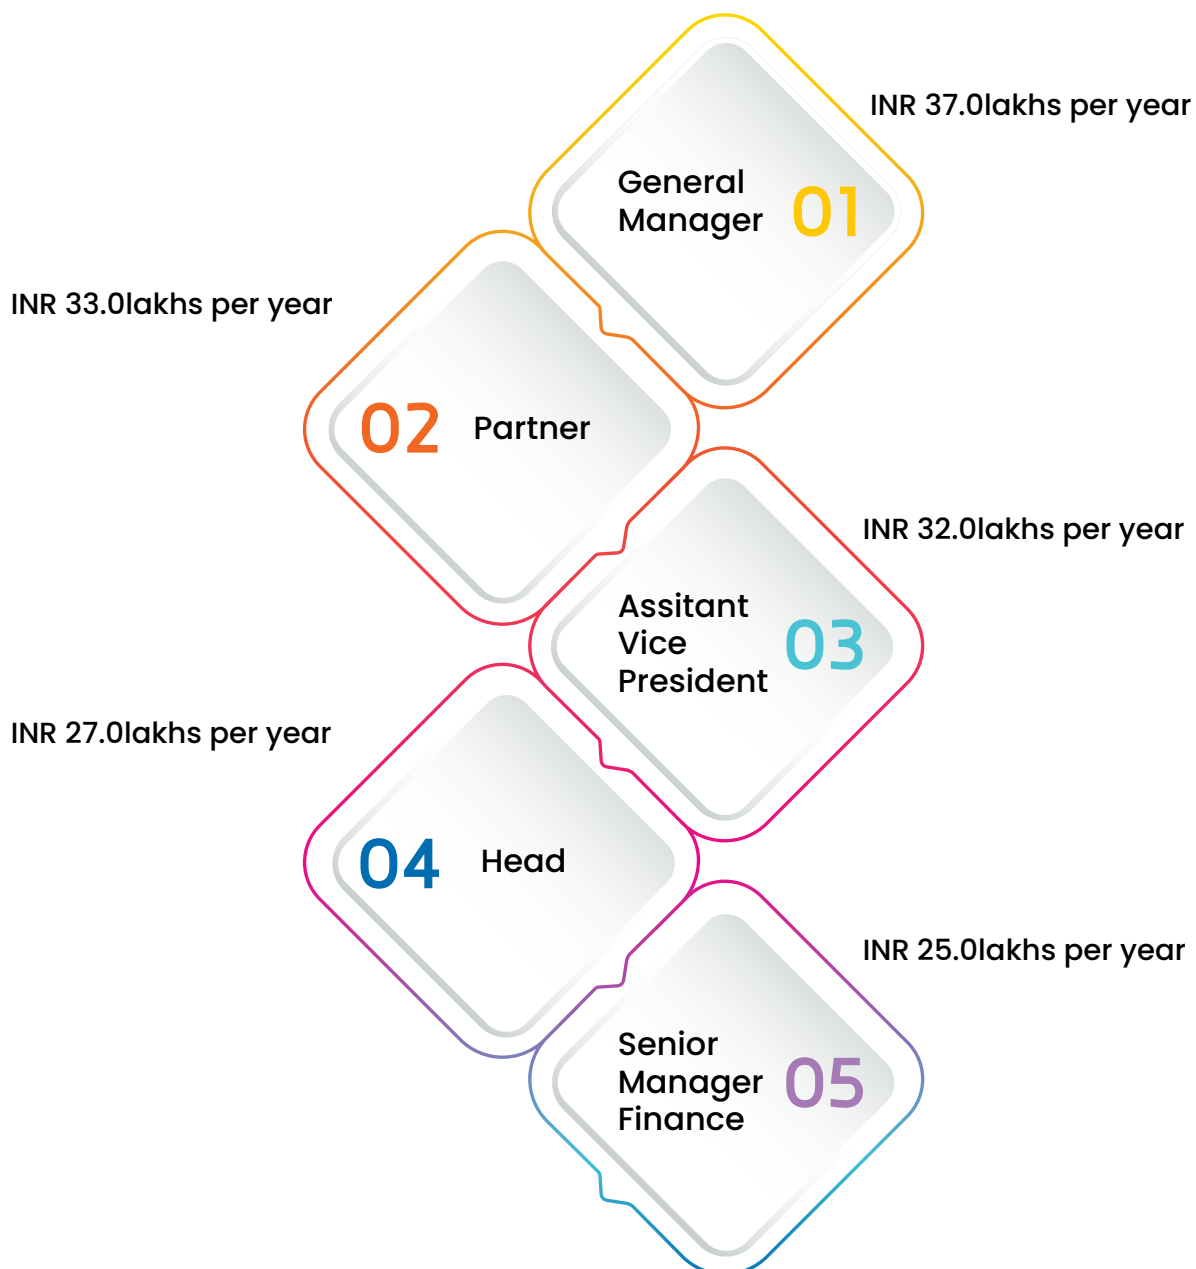 INR 37.0lakhs per year
General
Manager
01
INR 33.0lakhs per year
02
Partner
INR 32.0lakhs per year
Assitant
Vice
President
03
INR 27.0lakhs per year
04
Head
INR 25.0lakhs per year
Senior
Manager
Finance
05